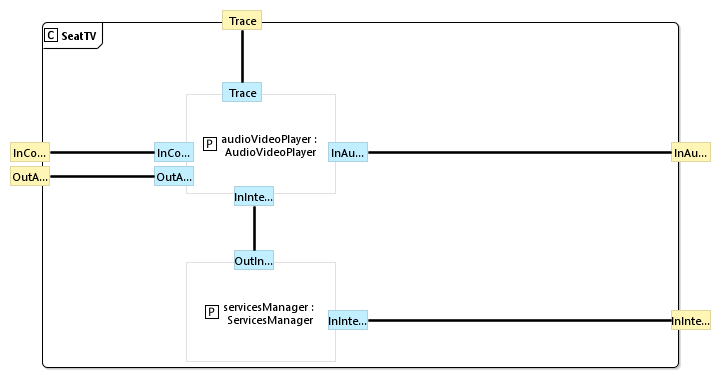 Trace
C SeatTV
Trace
P audioVideoPlayer :
AudioVideoPlayer
InCo...
InCo...
InAu...
InAu...
OutA...
OutA...
InInte...
OutIn...
P servicesManager :
ServicesManager
InInte...
InInte...